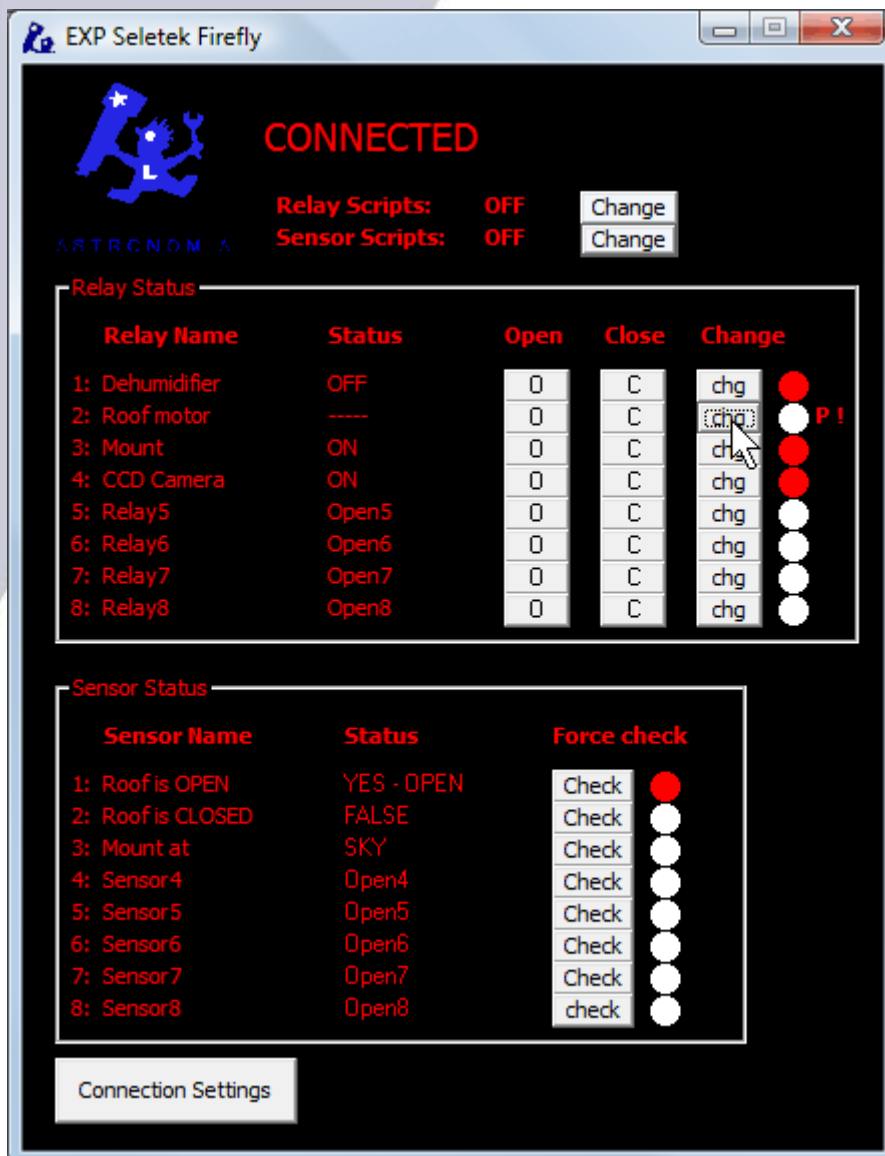 EXP Seletek Firefly
CONNECTED
Relay Scripts: OFF Change
Sensor Scripts: OFF Change
ASTRONOMIA
Relay Status
Relay Name Status Open Close Change
1: Dehumidifier OFF O C chg
2: Roof motor ----- O C chg P !
3: Mount ON O C chg
4: CCD Camera ON O C chg
5: Relay5 Open5 O C chg
6: Relay6 Open6 O C chg
7: Relay7 Open7 O C chg
8: Relay8 Open8 O C chg
Sensor Status
Sensor Name Status Force check
1: Roof is OPEN YES - OPEN Check
2: Roof is CLOSED FALSE Check
3: Mount at SKY Check
4: Sensor4 Open4 Check
5: Sensor5 Open5 Check
6: Sensor6 Open6 Check
7: Sensor7 Open7 Check
8: Sensor8 Open8 check
Connection Settings